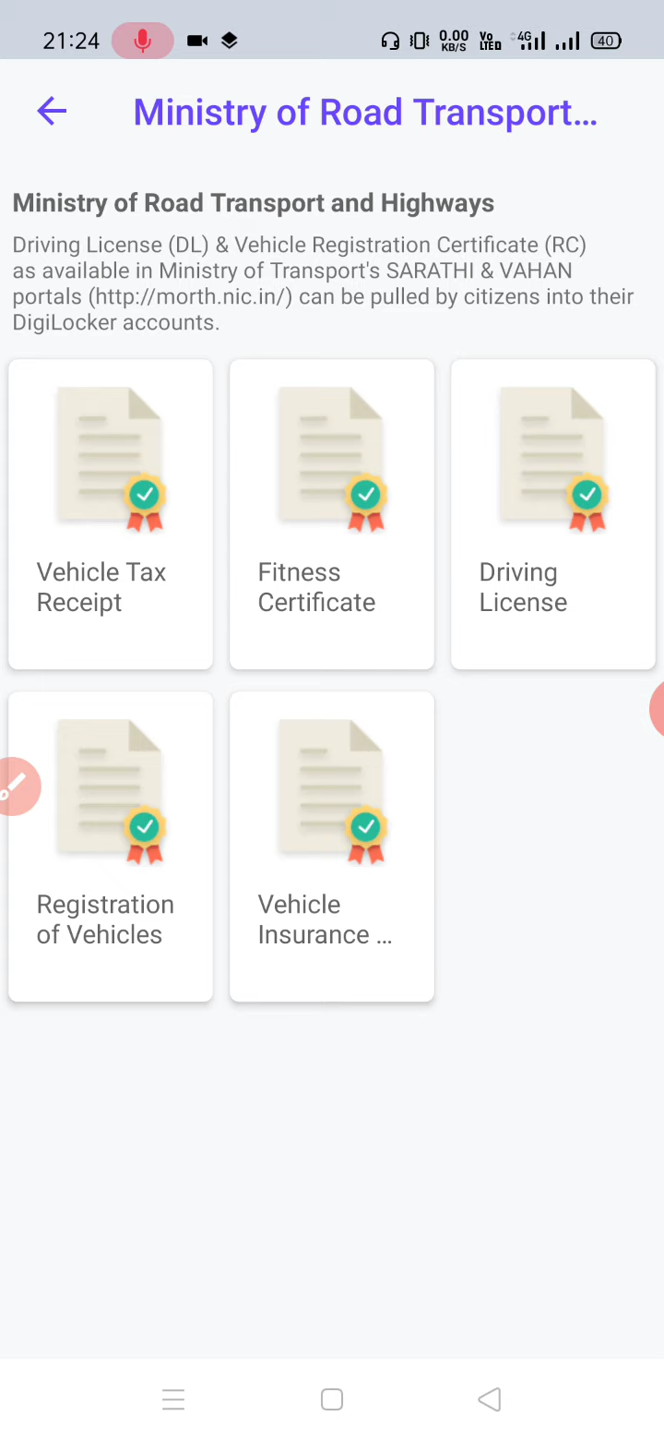 21:24
0.00
KB/S
Vo
LTED
4G
40
Ministry of Road Transport...
Ministry of Road Transport and Highways
Driving License (DL) & Vehicle Registration Certificate (RC)
as available in Ministry of Transport's SARATHI & VAHAN
portals (http://morth.nic.in/) can be pulled by citizens into their
DigiLocker accounts.
Vehicle Tax
Receipt
Fitness
Certificate
Driving
License
Registration
of Vehicles
Vehicle
Insurance ...